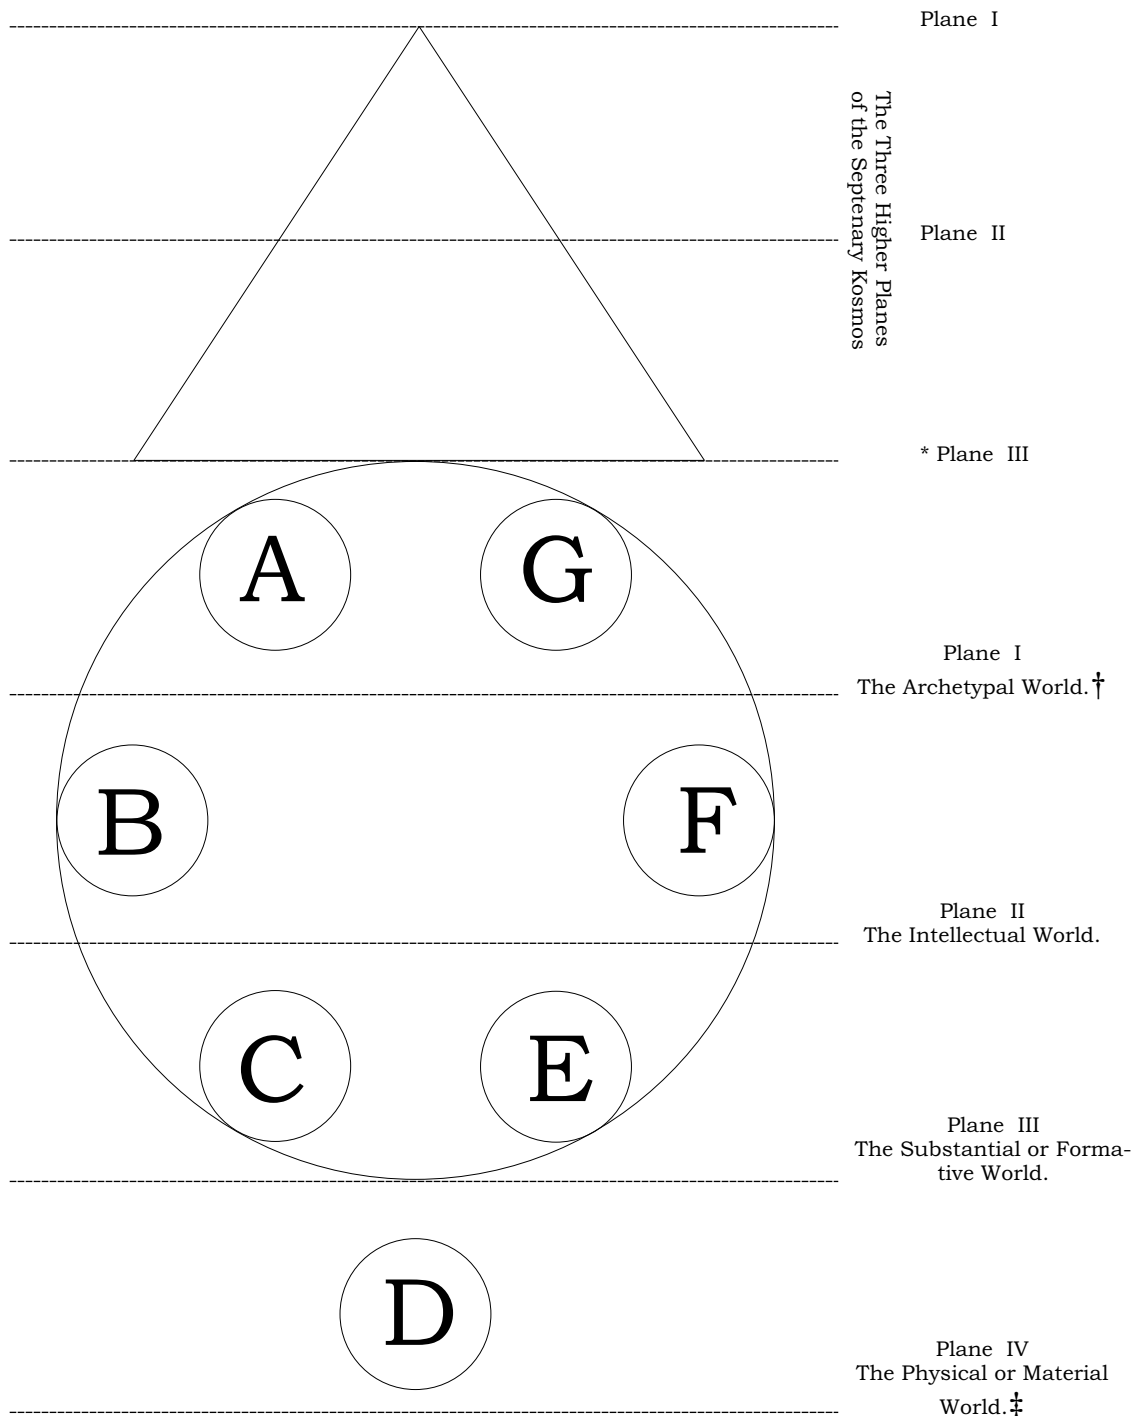 Plane I
The Three Higher Planes
of the Septenary Kosmos
Plane II
* Plane III
A
G
Plane I
The Archetypal World.†
B
F
Plane II
The Intellectual World.
C
E
Plane III
The Substantial or Forma-
tive World.
D
Plane IV
The Physical or Material
World.‡